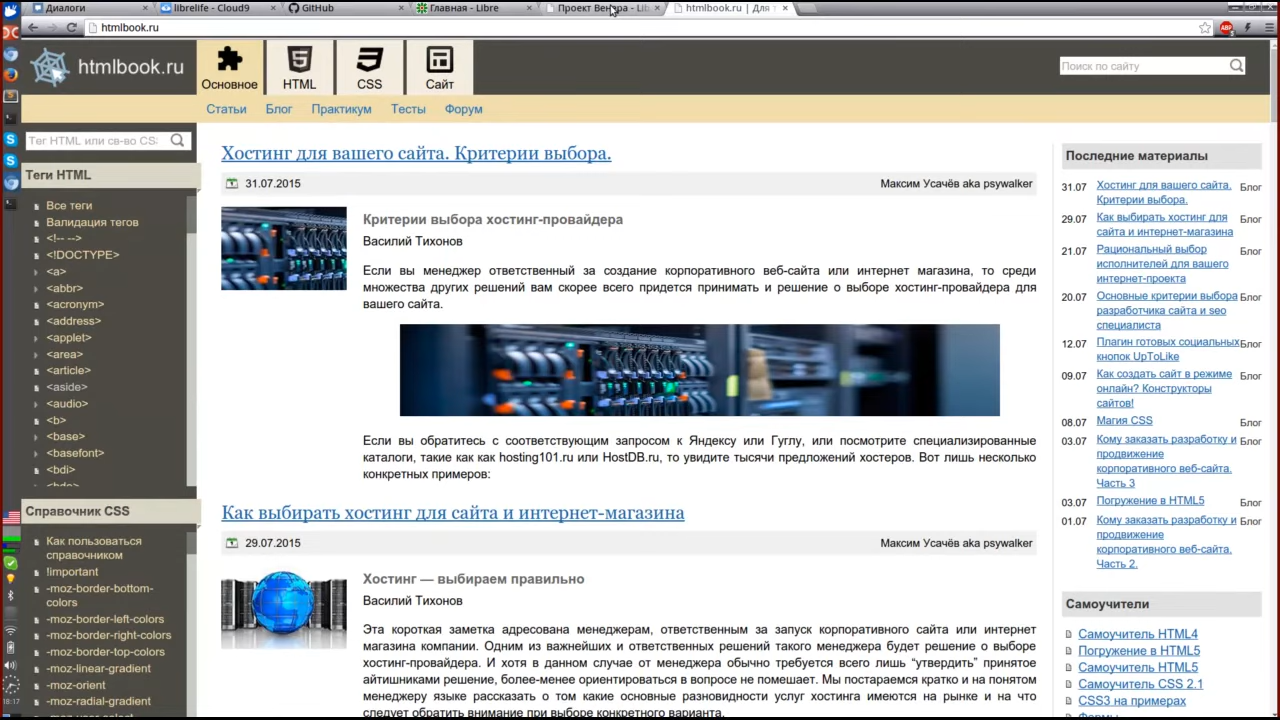 Диалоги
librelife - Cloud9
GitHub
Главная - Libre
Проект Венера - Lib
htmlbook.ru | Для т
htmlbook.ru
ABP
htmlbook.ru
Основное
HTML
CSS
Сайт
Поиск по сайту
Статьи
Блог
Практикум
Тесты
Форум
Тег HTML или св-во CS
Теги HTML
Все теги
Валидация тегов
<!-- -->
<!DOCTYPE>
<a>
<abbr>
<acronym>
<address>
<applet>
<area>
<article>
<aside>
<audio>
<b>
<base>
<basefont>
<bdi>
<bdo>
Справочник CSS
Как пользоваться
справочником
!important
-moz-border-bottom-
colors
-moz-border-left-colors
-moz-border-right-colors
-moz-border-top-colors
-moz-linear-gradient
-moz-orient
-moz-radial-gradient
-moz-user-select
18:17
Хостинг для вашего сайта. Критерии выбора.
31.07.2015
Максим Усачёв aka psywalker
Критерии выбора хостинг-провайдера
Василий Тихонов
Если вы менеджер ответственный за создание корпоративного веб-сайта или интернет магазина, то среди
множества других решений вам скорее всего придется принимать и решение о выборе хостинг-провайдера для
вашего сайта.
Если вы обратитесь с соответствующим запросом к Яндексу или Гуглу, или посмотрите специализированные
каталоги, такие как как hosting101.ru или HostDB.ru, то увидите тысячи предложений хостеров. Вот лишь несколько
конкретных примеров:
Как выбирать хостинг для сайта и интернет-магазина
29.07.2015
Максим Усачёв aka psywalker
Хостинг — выбираем правильно
Василий Тихонов
Эта короткая заметка адресована менеджерам, ответственным за запуск корпоративного сайта или интернет
магазина компании. Одним из важнейших и ответственных решений такого менеджера будет решение о выборе
хостинг-провайдера. И хотя в данном случае от менеджера обычно требуется всего лишь “утвердить” принятое
айтишниками решение, более-менее ориентироваться в вопросе не помешает. Мы постараемся кратко и на понятом
менеджеру языке рассказать о том какие основные разновидности услуг хостинга имеются на рынке и на что
следует обратить внимание при выборе конкретного варианта.
Последние материалы
31.07 Хостинг для вашего сайта. Блог
Критерии выбора.
29.07 Как выбирать хостинг для Блог
сайта и интернет-магазина
21.07 Рациональный выбор Блог
исполнителей для вашего
интернет-проекта
20.07 Основные критерии выбора Блог
разработчика сайта и seo
специалиста
12.07 Плагин готовых социальных Блог
кнопок UpToLike
09.07 Как создать сайт в режиме Блог
онлайн? Конструкторы
сайтов!
08.07 Магия CSS Блог
03.07 Кому заказать разработку и Блог
продвижение
корпоративного веб-сайта.
Часть 3
03.07 Погружение в HTML5 Блог
01.07 Кому заказать разработку и Блог
продвижение
корпоративного веб-сайта.
Часть 2.
Самоучители
Самоучитель HTML4
Погружение в HTML5
Самоучитель HTML5
Самоучитель CSS 2.1
CSS3 на примерах
Формы